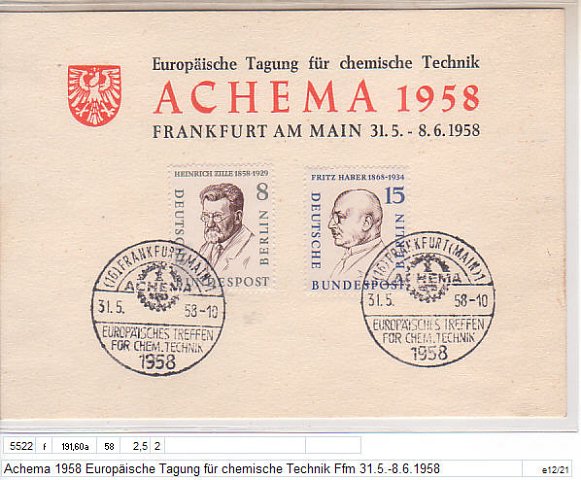 Europäische Tagung für chemische Technik
ACHEMA 1958
FRANKFURT AM MAIN 31.5.-8.6.1958
HEINRICH ZILLE 1858-1929
8
DEUTSCHE
BUNDESPOST
BERLIN
FRITZ HABER 1868-1934
15
DEUTSCHE
BUNDESPOST
BERLIN
(16) FRANKFURT (MAIN) 1
ACHEMA
31.5. 58-10
EUROPÄISCHES TREFFEN
FÜR CHEM. TECHNIK
1958
(16) FRANKFURT (MAIN) 1
ACHEMA
31.5. 58-10
EUROPÄISCHES TREFFEN
FÜR CHEM. TECHNIK
1958
5522 f 191,60a 58 2,5 2
Achema 1958 Europäische Tagung für chemische Technik Ffm 31.5.-8.6.1958 e12/21